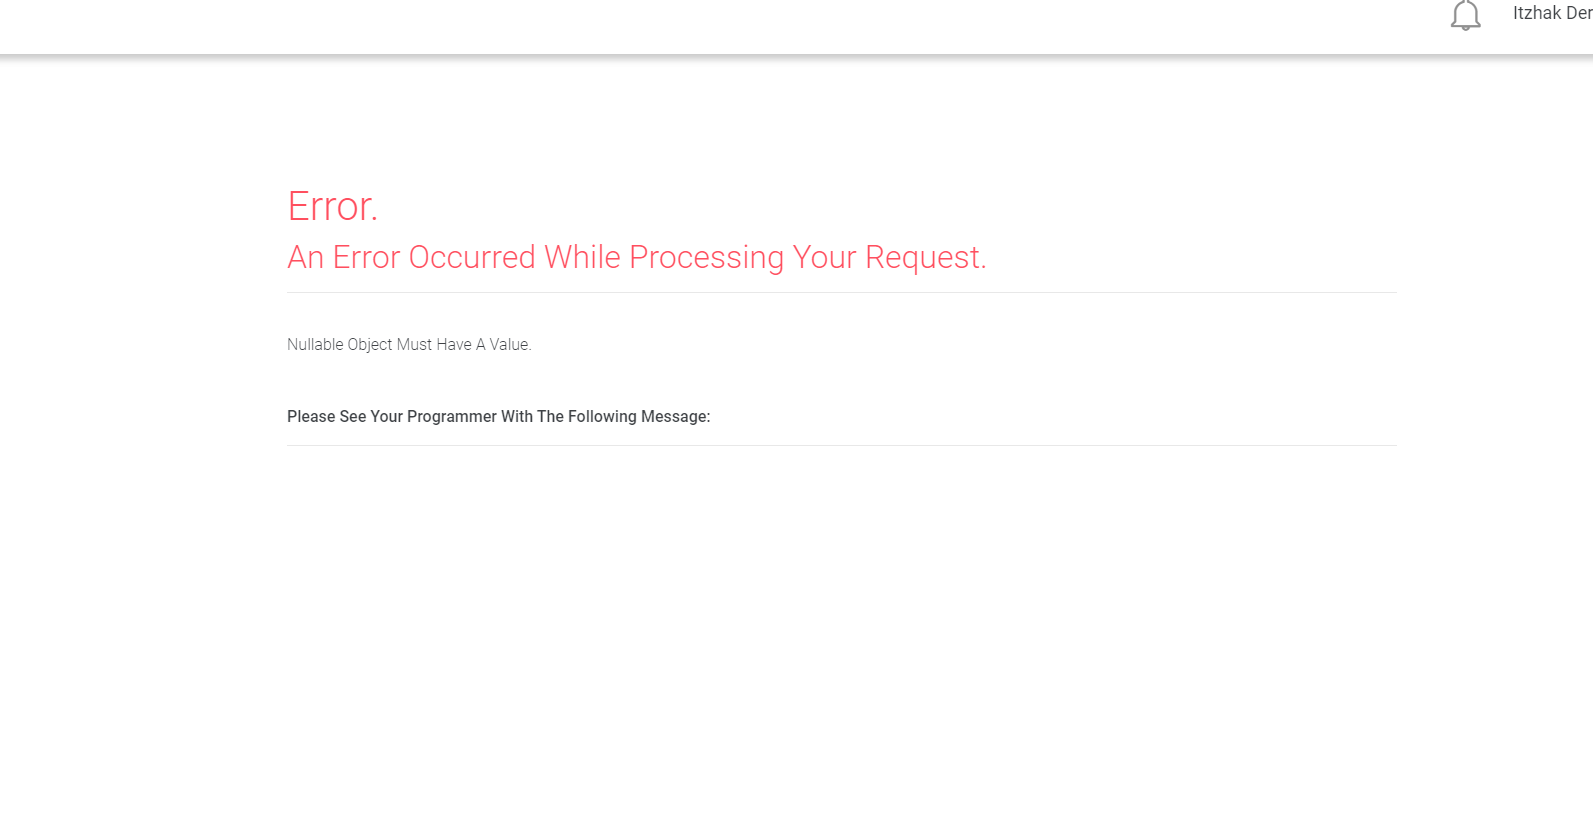 Itzhak Der
Error.
An Error Occurred While Processing Your Request.
Nullable Object Must Have A Value.
Please See Your Programmer With The Following Message: